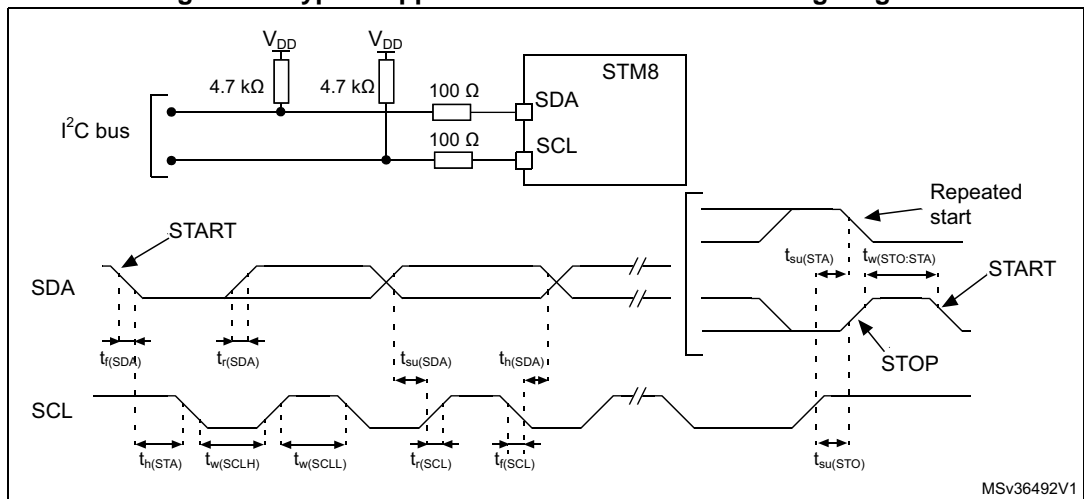 V_DD V_DD
STM8
4.7 kΩ 4.7 kΩ 100 Ω
SDA
I²C bus
100 Ω
SCL
Repeated
start
START
t_su(STA) t_w(STO:STA)
START
SDA
STOP
t_f(SDA) t_r(SDA) t_su(SDA) t_h(SDA)
SCL
t_h(STA) t_w(SCLH) t_w(SCLL) t_r(SCL) t_f(SCL) t_su(STO)
MSv36492V1